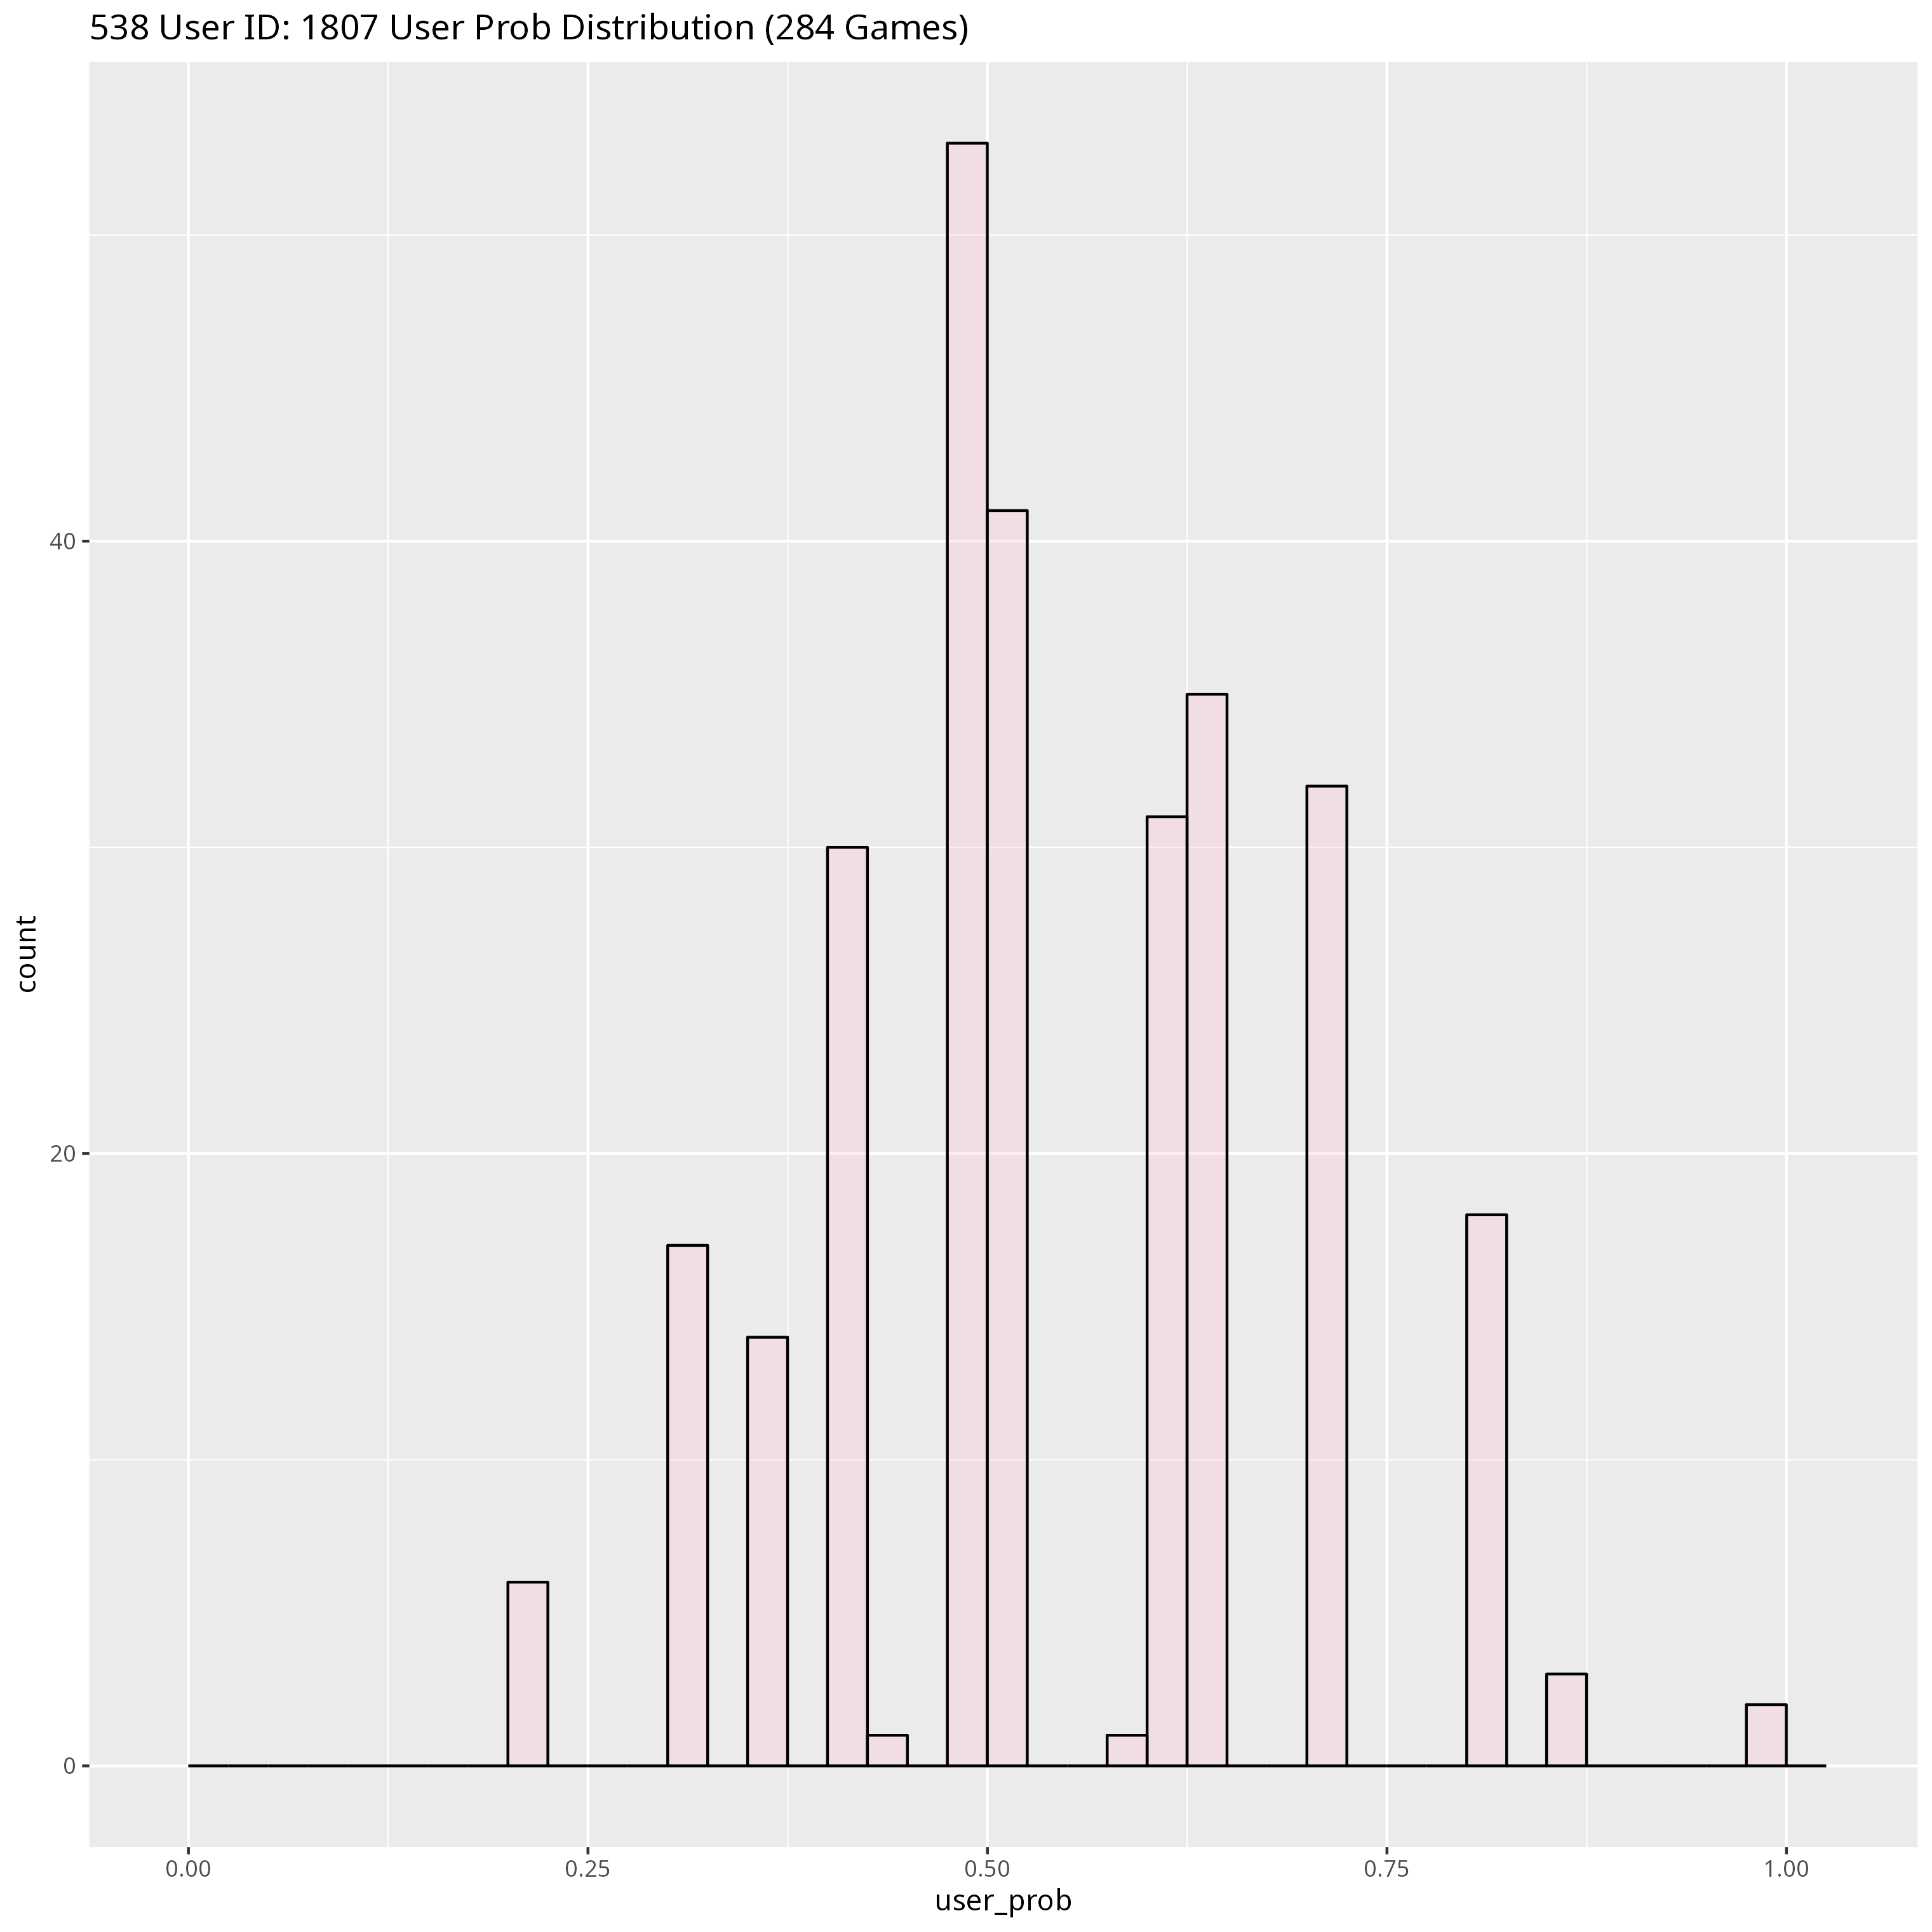 538 User ID: 1807 User Prob Distribution (284 Games)
count
40
20
0
0.00 0.25 0.50 0.75 1.00
user_prob